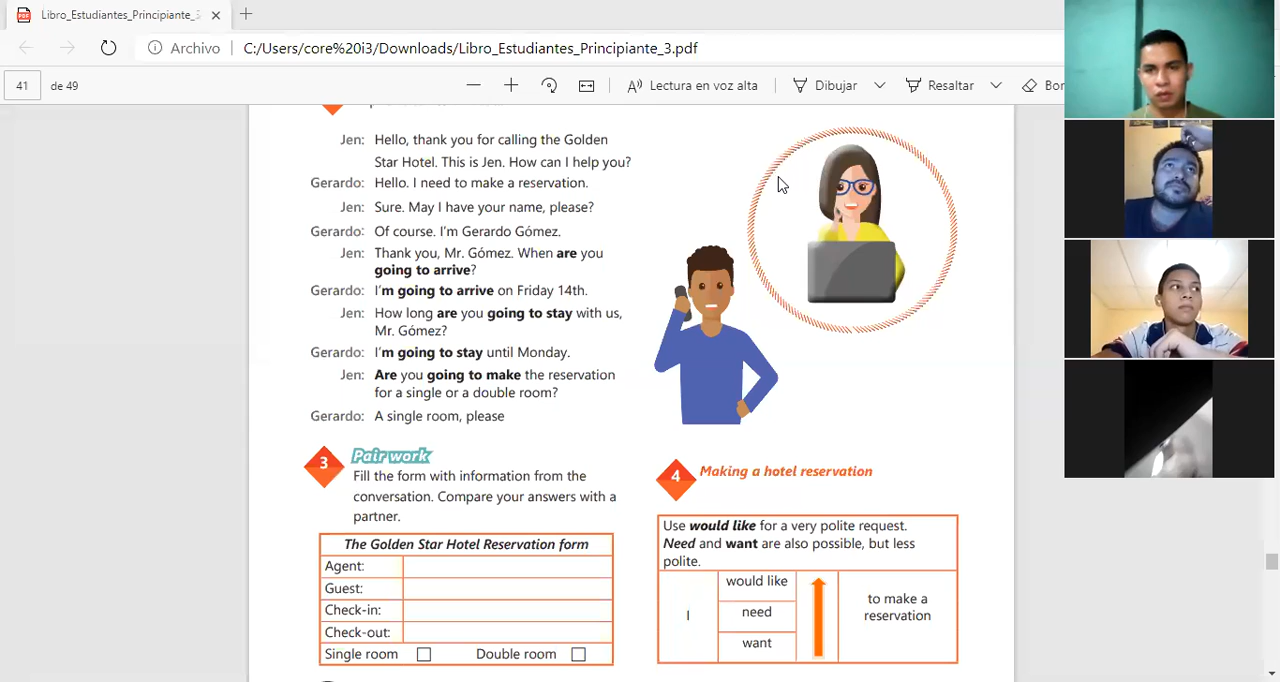 Libro_Estudiantes_Principiante_3
Archivo
C:/Users/core%20i3/Downloads/Libro_Estudiantes_Principiante_3.pdf
41 de 49
Lectura en voz alta
Dibujar
Resaltar
Bor
Jen: Hello, thank you for calling the Golden
Star Hotel. This is Jen. How can I help you?
Gerardo: Hello. I need to make a reservation.
Jen: Sure. May I have your name, please?
Gerardo: Of course. I'm Gerardo Gómez.
Jen: Thank you, Mr. Gómez. When are you
going to arrive?
Gerardo: I'm going to arrive on Friday 14th.
Jen: How long are you going to stay with us,
Mr. Gómez?
Gerardo: I'm going to stay until Monday.
Jen: Are you going to make the reservation
for a single or a double room?
Gerardo: A single room, please
3 Pair work
Fill the form with information from the
conversation. Compare your answers with a
partner.
The Golden Star Hotel Reservation form
Agent:
Guest:
Check-in:
Check-out:
Single room Double room
4 Making a hotel reservation
Use would like for a very polite request.
Need and want are also possible, but less
polite.
I
would like
need
want
to make a
reservation